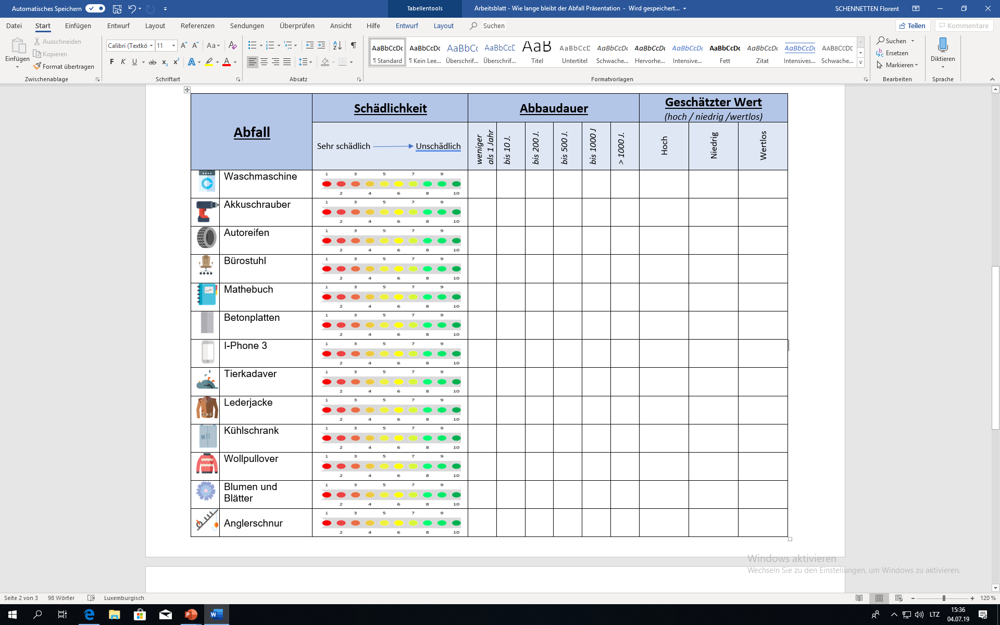 Automatisches Speichern
Tabellentools
Arbeitsblatt - Wie lange bleibt der Abfall Präsentation - Wird gespeichert...
SCHENNETTEN Florent
Datei Start Einfügen Entwurf Layout Referenzen Sendungen Überprüfen Ansicht Hilfe Entwurf Layout Suchen
Teilen Kommentare
Einfügen
Ausschneiden
Kopieren
Format übertragen
Zwischenablage
Calibri (Textkö 11
F K U ab x₂ x² A A
Schriftart
Absatz
AaBbCcDc AaBbCcDc AaBbCc AaBbCcD AaB AaBbCcD AaBbCcDc AaBbCcDc AaBbCcDc AaBbCcDc AaBbCcDc AaBbCcDc AABBCCDE
¶ Standard ¶ Kein Lee... Überschrif... Überschrif... Titel Untertitel Schwache... Hervorhe... Intensive... Fett Zitat Intensives... Schwache...
Formatvorlagen
Suchen
Ersetzen
Markieren
Bearbeiten
Diktieren
Sprache
Abfall
Schädlichkeit
Abbaudauer
Geschätzter Wert
(hoch / niedrig /wertlos)
Sehr schädlich Unschädlich
weniger
als 1 Jahr
bis 10 J.
bis 200 J.
bis 500 J.
bis 1000 J
> 1000 J.
Hoch
Niedrig
Wertlos
Waschmaschine
1 3 5 7 9
2 4 6 8 10
Akkuschrauber
1 3 5 7 9
2 4 6 8 10
Autoreifen
1 3 5 7 9
2 4 6 8 10
Bürostuhl
1 3 5 7 9
2 4 6 8 10
Mathebuch
1 3 5 7 9
2 4 6 8 10
Betonplatten
1 3 5 7 9
2 4 6 8 10
I-Phone 3
1 3 5 7 9
2 4 6 8 10
Tierkadaver
1 3 5 7 9
2 4 6 8 10
Lederjacke
1 3 5 7 9
2 4 6 8 10
Kühlschrank
1 3 5 7 9
2 4 6 8 10
Wollpullover
1 3 5 7 9
2 4 6 8 10
Blumen und
Blätter
1 3 5 7 9
2 4 6 8 10
Anglerschnur
1 3 5 7 9
2 4 6 8 10
Windows aktivieren
Wechseln Sie zu den Einstellungen, um Windows zu aktivieren.
Seite 2 von 3 98 Wörter Luxemburgisch
120 %
LTZ
15:36
04.07.19